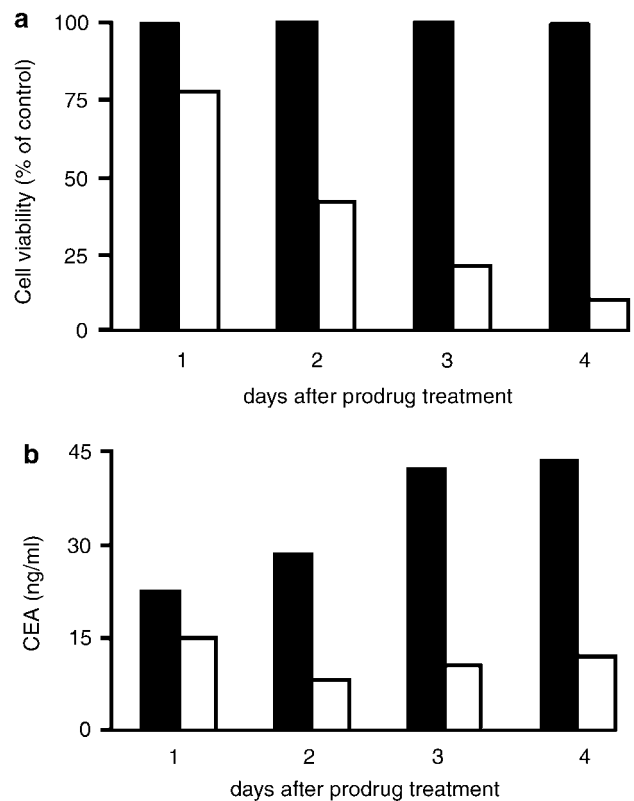 a
Cell viability (% of control)
100
75
50
25
0
1 2 3 4
days after prodrug treatment
b
CEA (ng/ml)
45
30
15
0
1 2 3 4
days after prodrug treatment